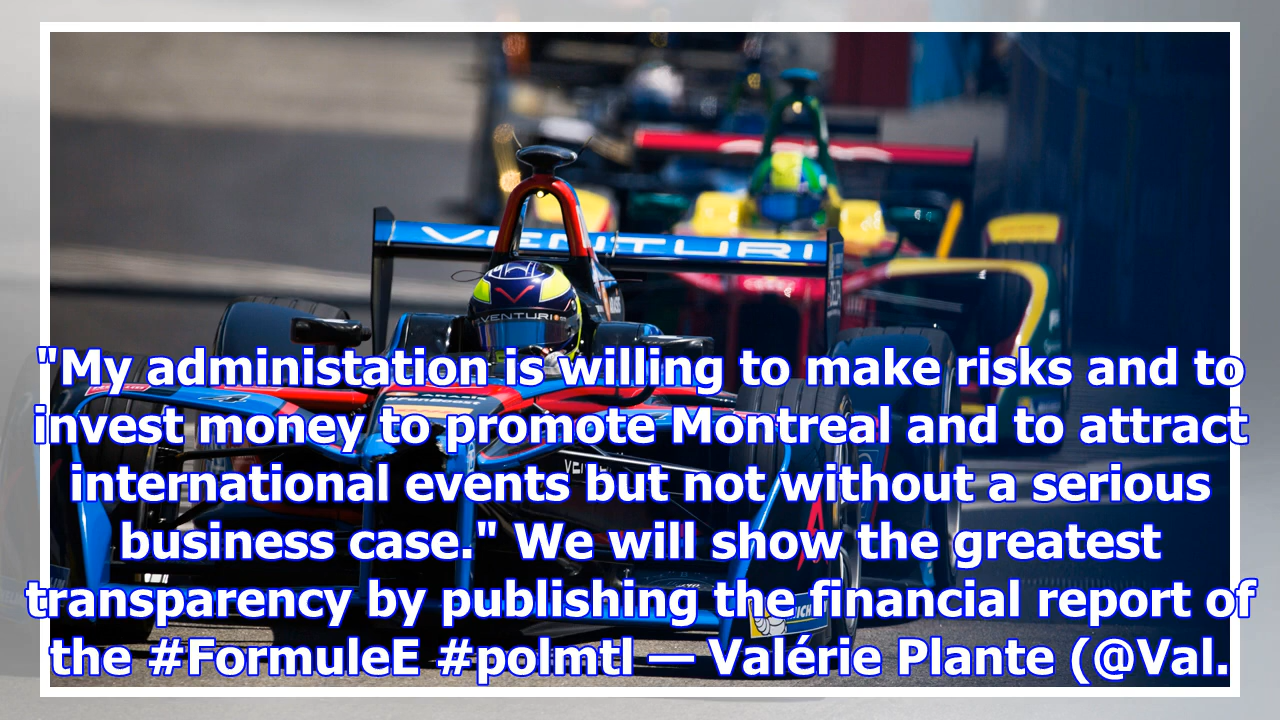 VENTURI
VENTURI
"My administation is willing to make risks and to
invest money to promote Montreal and to attract
international events but not without a serious
business case." We will show the greatest
transparency by publishing the financial report of
the #FormuleE #polmtl — Valérie Plante (@Val.